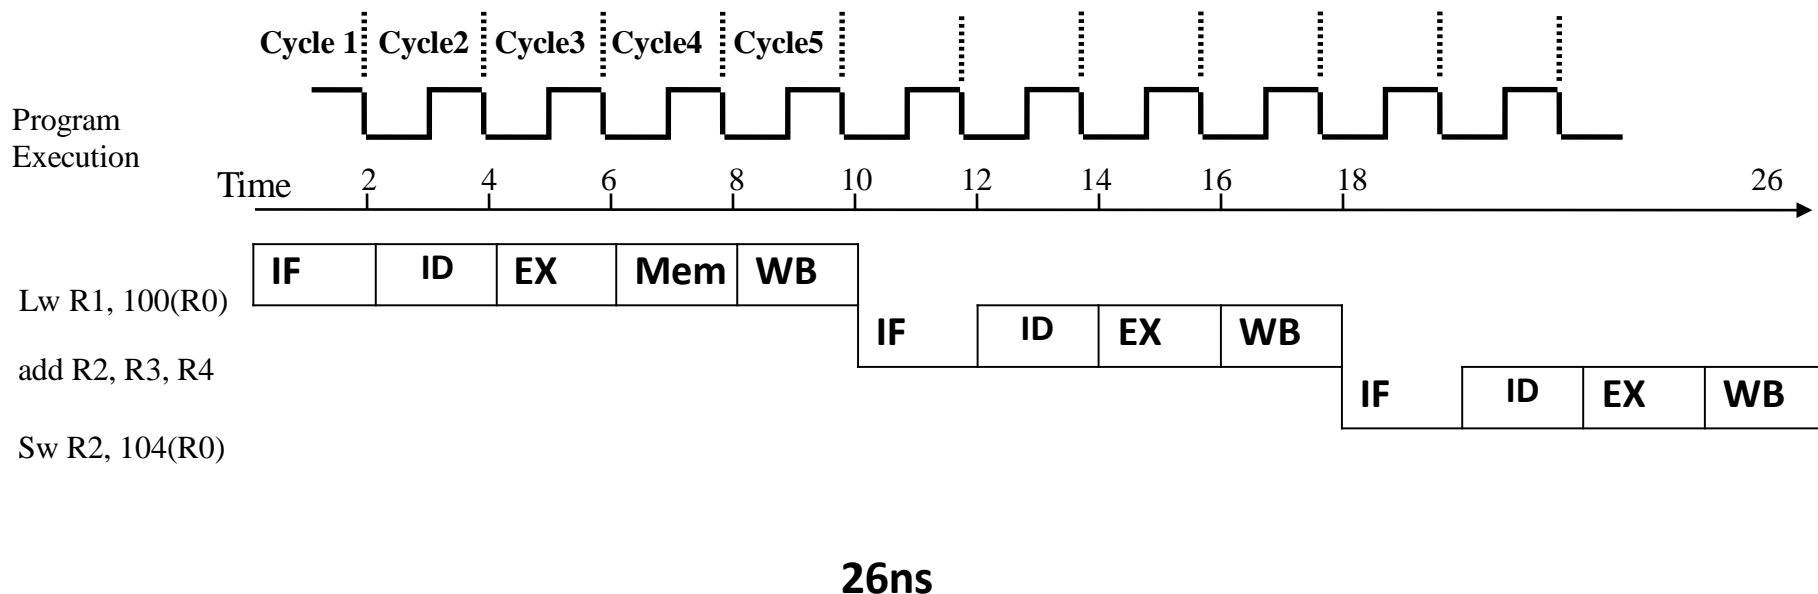 Cycle 1 Cycle2 Cycle3 Cycle4 Cycle5
Program
Execution
Time 2 4 6 8 10 12 14 16 18 26
IF ID EX Mem WB
Lw R1, 100(R0)
IF ID EX WB
add R2, R3, R4
IF ID EX WB
Sw R2, 104(R0)
26ns